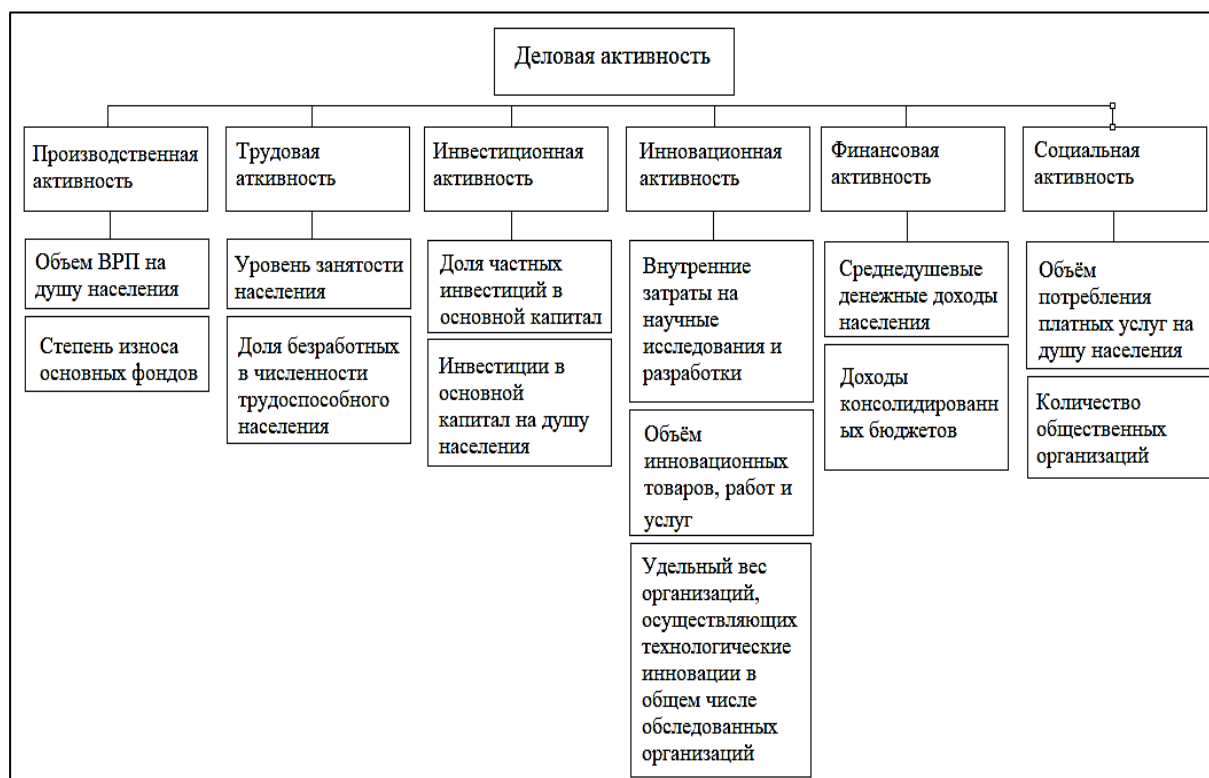 Деловая активность
Производственная
активность
Трудовая
аткивность
Инвестиционная
активность
Инновационная
активность
Финансовая
активность
Социальная
активность
Объем ВРП на
душу населения
Степень износа
основных фондов
Уровень занятости
населения
Доля безработных
в численности
трудоспособного
населения
Доля частных
инвестиций в
основной капитал
Инвестиции в
основной
капитал на душу
населения
Внутренние
затраты на
научные
исследования и
разработки
Объём
инновационных
товаров, работ и
услуг
Удельный вес
организаций,
осуществляющих
технологические
инновации в
общем числе
обследованных
организаций
Среднедушевые
денежные доходы
населения
Доходы
консолидированн
ых бюджетов
Объём
потребления
платных услуг на
душу населения
Количество
общественных
организаций